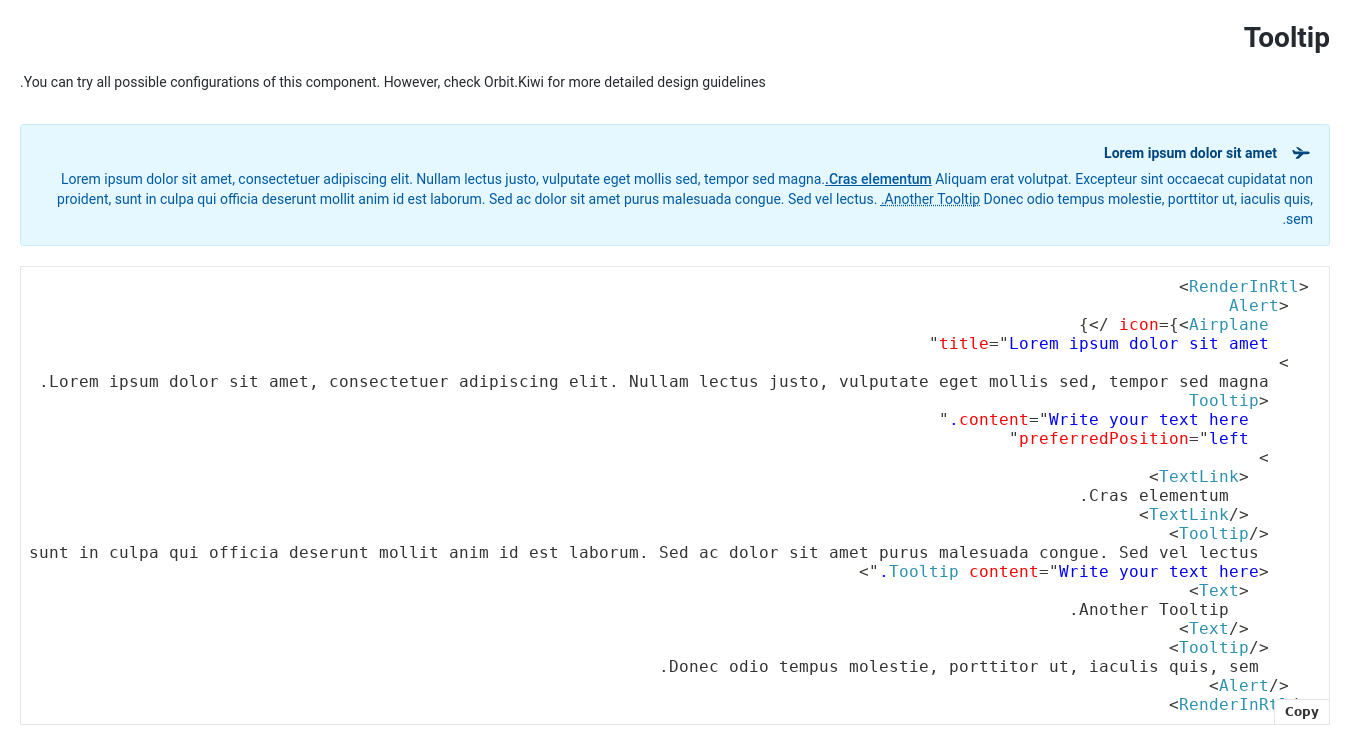 Tooltip
.You can try all possible configurations of this component. However, check Orbit.Kiwi for more detailed design guidelines
Lorem ipsum dolor sit amet
Lorem ipsum dolor sit amet, consectetuer adipiscing elit. Nullam lectus justo, vulputate eget mollis sed, tempor sed magna..Cras elementum Aliquam erat volutpat. Excepteur sint occaecat cupidatat non
proident, sunt in culpa qui officia deserunt mollit anim id est laborum. Sed ac dolor sit amet purus malesuada congue. Sed vel lectus. .Another Tooltip Donec odio tempus molestie, porttitor ut, iaculis quis,
.sem
<RenderInRtl>
Alert>
{</ icon={<Airplane
"title="Lorem ipsum dolor sit amet
<
.Lorem ipsum dolor sit amet, consectetuer adipiscing elit. Nullam lectus justo, vulputate eget mollis sed, tempor sed magna
Tooltip>
".content="Write your text here
"preferredPosition="left
<
<TextLink>
.Cras elementum
<TextLink/>
<Tooltip/>
sunt in culpa qui officia deserunt mollit anim id est laborum. Sed ac dolor sit amet purus malesuada congue. Sed vel lectus
<".Tooltip content="Write your text here>
<Text>
.Another Tooltip
<Text/>
<Tooltip/>
.Donec odio tempus molestie, porttitor ut, iaculis quis, sem
<Alert/>
<RenderInRtl/>
Copy